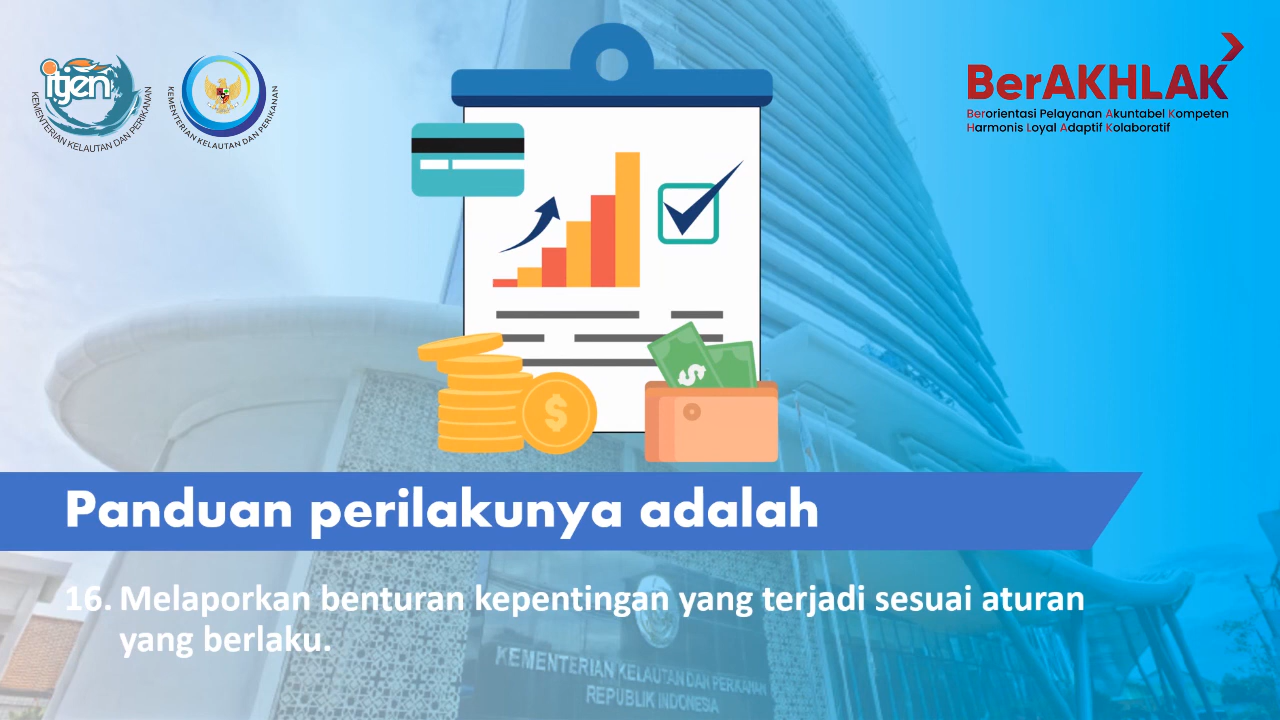 itjen
KEMENTERIAN KELAUTAN DAN PERIKANAN
KEMENTERIAN KELAUTAN DAN PERIKANAN
BerAKHLAK
Berorientasi Pelayanan Akuntabel Kompeten
Harmonis Loyal Adaptif Kolaboratif
$
$
Panduan perilakunya adalah
16. Melaporkan benturan kepentingan yang terjadi sesuai aturan
yang berlaku.
KEMENTERIAN KELAUTAN DAN PERIKANAN
REPUBLIK INDONESIA